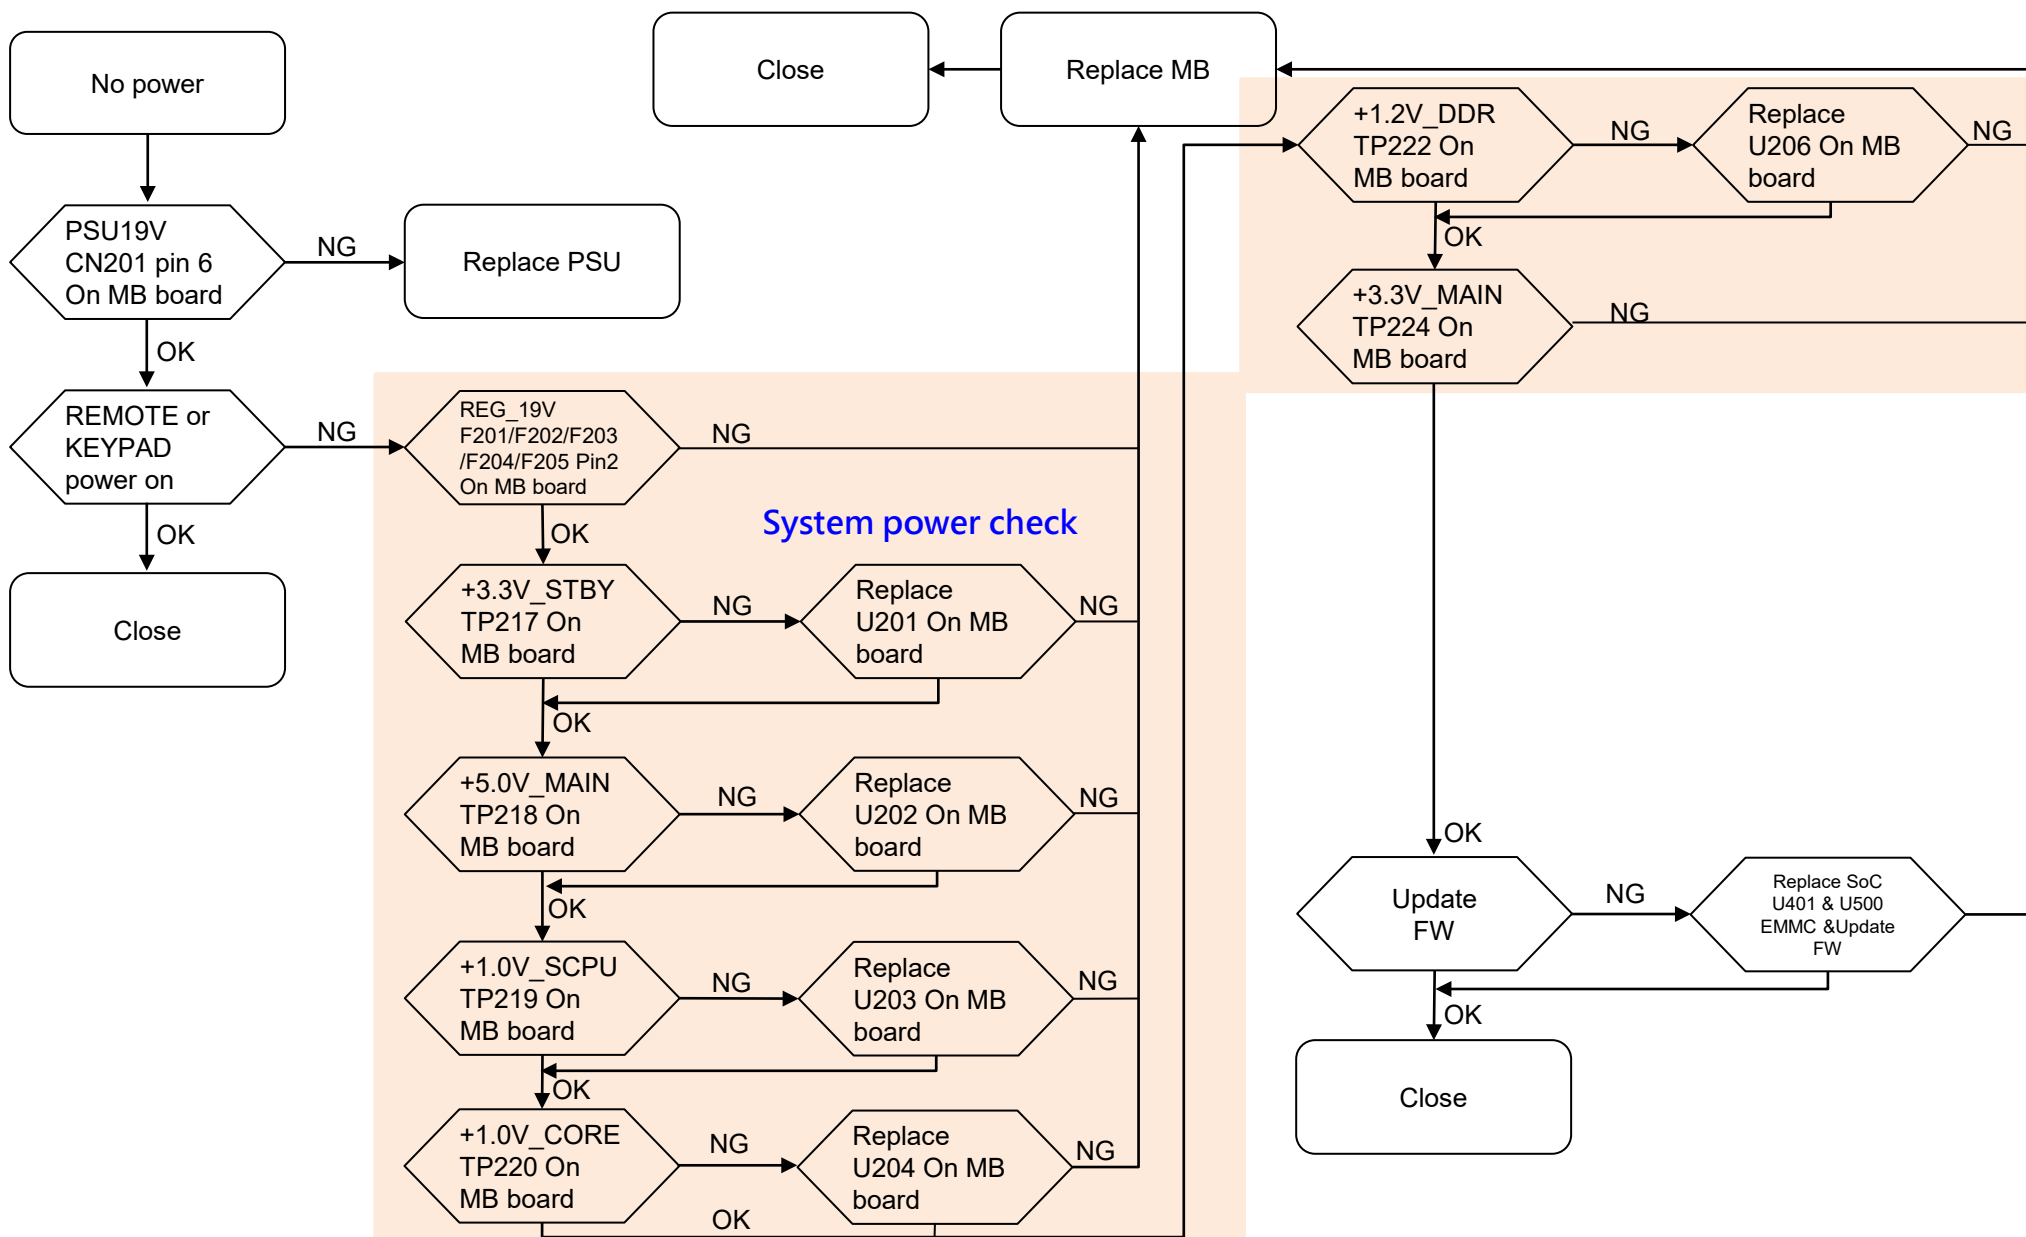 No power
PSU19V
CN201 pin 6
On MB board
NG
Replace PSU
OK
REMOTE or
KEYPAD
power on
NG
OK
Close
REG_19V
F201/F202/F203
/F204/F205 Pin2
On MB board
NG
OK
System power check
+3.3V_STBY
TP217 On
MB board
NG
Replace
U201 On MB
board
NG
OK
+5.0V_MAIN
TP218 On
MB board
NG
Replace
U202 On MB
board
NG
OK
+1.0V_SCPU
TP219 On
MB board
NG
Replace
U203 On MB
board
NG
OK
+1.0V_CORE
TP220 On
MB board
NG
Replace
U204 On MB
board
NG
OK
Close
Replace MB
+1.2V_DDR
TP222 On
MB board
NG
Replace
U206 On MB
board
NG
OK
+3.3V_MAIN
TP224 On
MB board
NG
OK
Update
FW
NG
Replace SoC
U401 & U500
EMMC &Update
FW
OK
Close